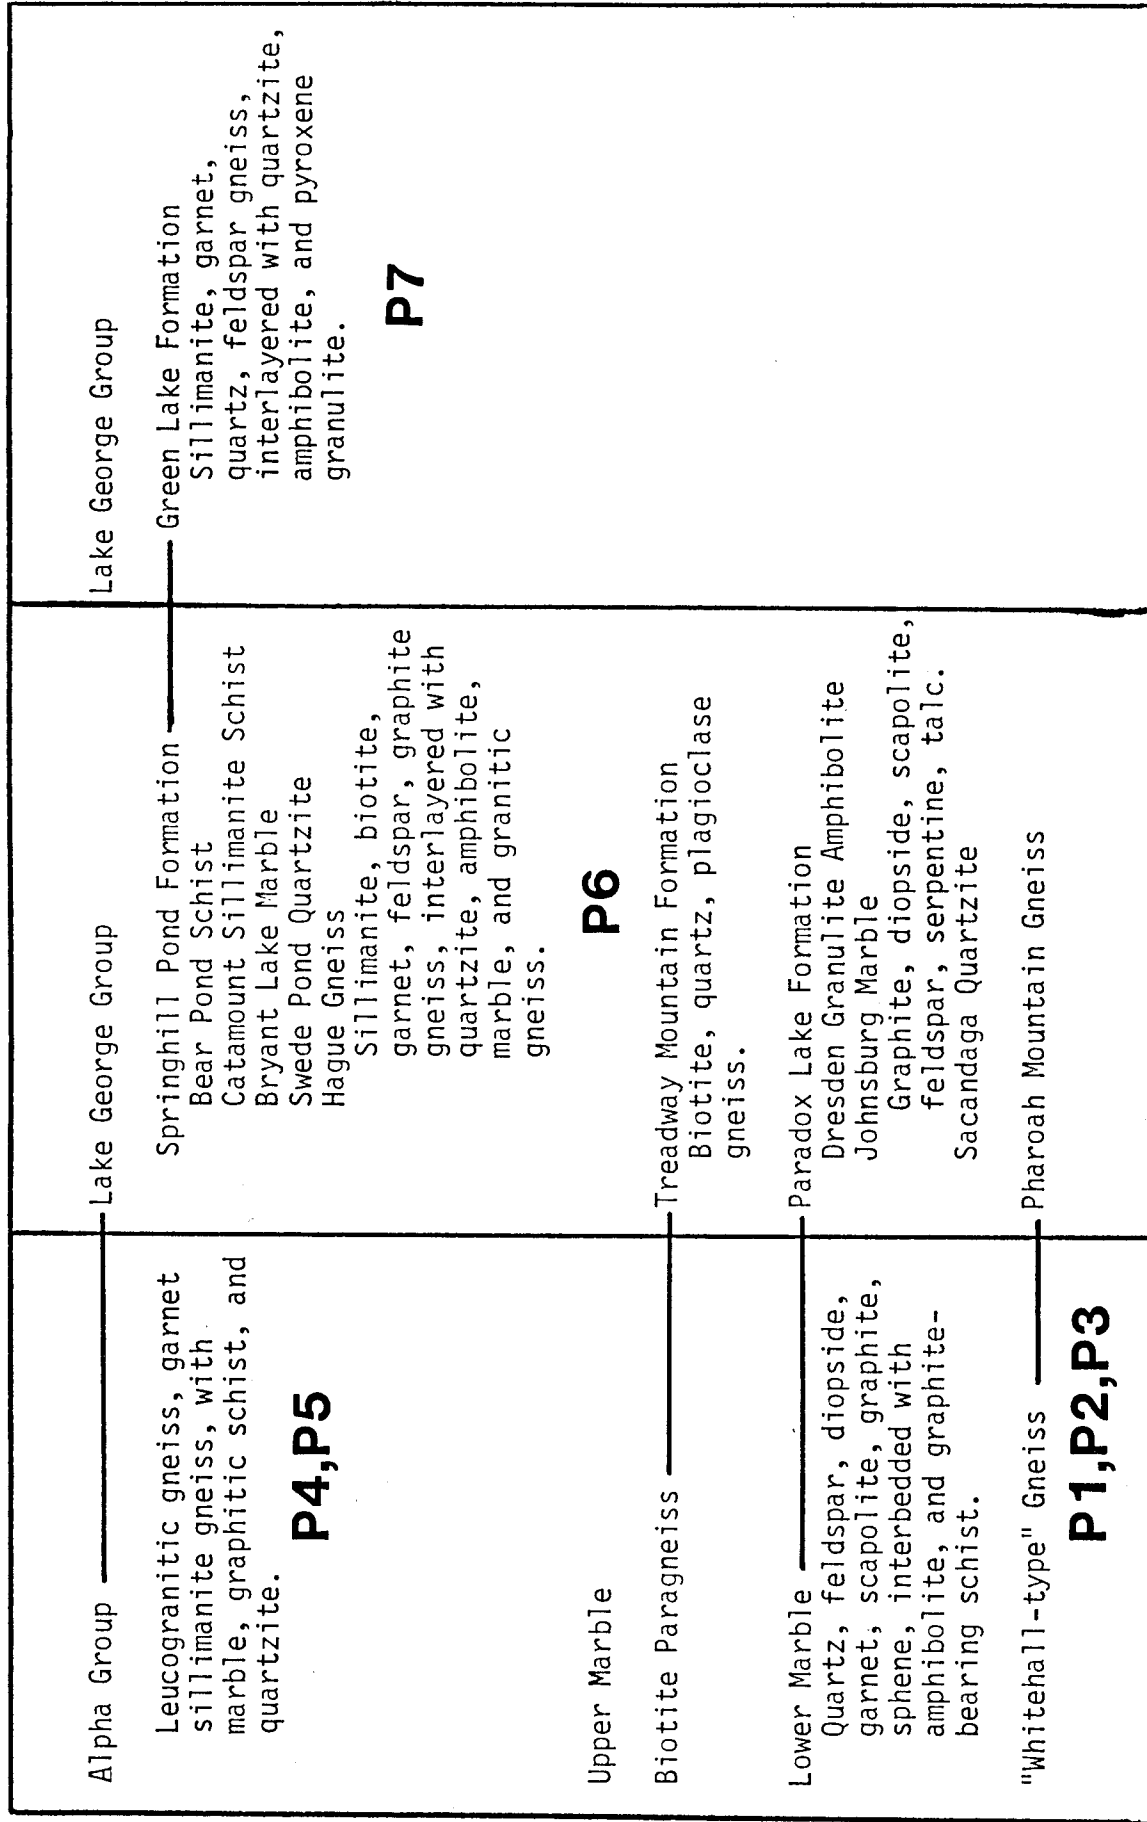 Alpha Group
Leucogranitic gneiss, garnet
sillimanite gneiss, with
marble, graphitic schist, and
quartzite.
P4,P5
Upper Marble
Biotite Paragneiss
Lower Marble
Quartz, feldspar, diopside,
garnet, scapolite, graphite,
sphene, interbedded with
amphibolite, and graphite-
bearing schist.
"Whitehall-type" Gneiss
P1,P2,P3
Lake George Group
Springhill Pond Formation
Bear Pond Schist
Catamount Sillimanite Schist
Bryant Lake Marble
Swede Pond Quartzite
Hague Gneiss
Sillimanite, biotite,
garnet, feldspar, graphite
gneiss, interlayered with
quartzite, amphibolite,
marble, and granitic
gneiss.
P6
Treadway Mountain Formation
Biotite, quartz, plagioclase
gneiss.
Paradox Lake Formation
Dresden Granulite Amphibolite
Johnsburg Marble
Graphite, diopside, scapolite,
feldspar, serpentine, talc.
Sacandaga Quartzite
Pharoah Mountain Gneiss
Lake George Group
Green Lake Formation
Sillimanite, garnet,
quartz, feldspar gneiss,
interlayered with quartzite,
amphibolite, and pyroxene
granulite.
P7